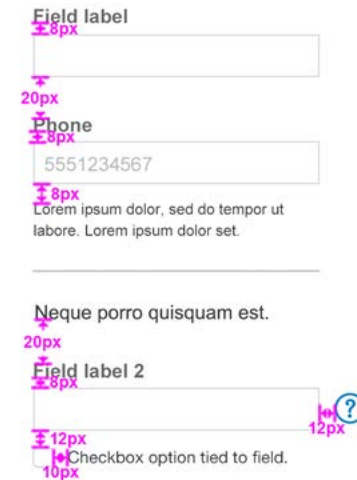 Field label
8px
20px
Phone
8px
5551234567
8px
Lorem ipsum dolor, sed do tempor ut
labore. Lorem ipsum dolor set.
Neque porro quisquam est.
20px
Field label 2
8px
?
12px
12px
Checkbox option tied to field.
10px